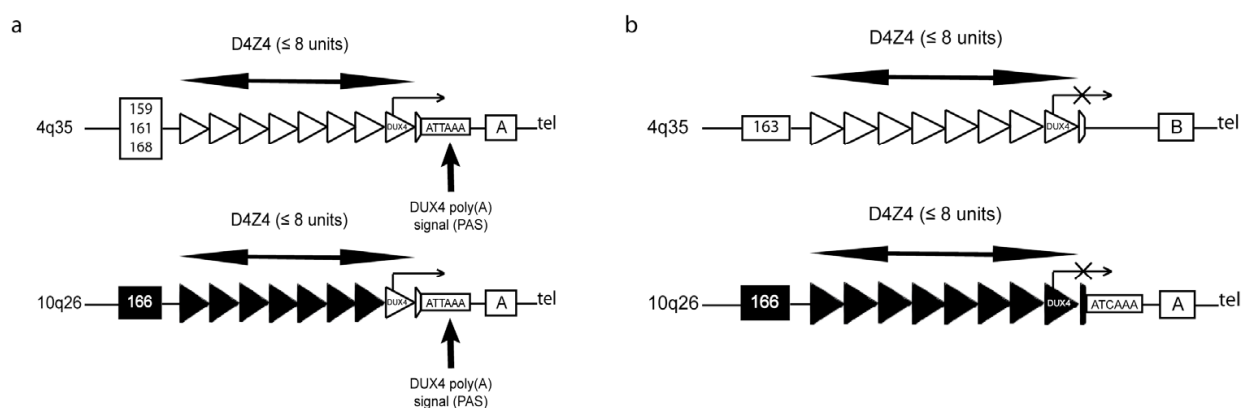 a
D4Z4 (≤ 8 units)
4q35
159
161
168
DUX4
ATTAAA
A
tel
DUX4 poly(A)
signal (PAS)
D4Z4 (≤ 8 units)
10q26
166
DUX4
ATTAAA
A
tel
DUX4 poly(A)
signal (PAS)
b
D4Z4 (≤ 8 units)
4q35
163
DUX4
B
tel
D4Z4 (≤ 8 units)
10q26
166
DUX4
ATCAAA
A
tel